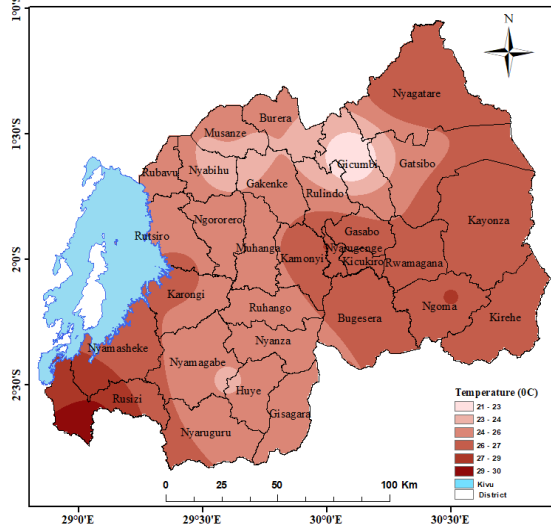 1°0'S
N
Nyagatare
Burera
1°30'S
Musanze
Gicumbi
Gatsibo
Rubavu
Nyabihu
Gakenke
Rulindo
Kayonza
Ngororero
Rutsiro
Gasabo
Muhanga
Nyarugenge
2°0'S
Kamonyi
Kicukiro
Rwamagana
Karongi
Ngoma
Ruhango
Bugesera
Kirehe
Nyamasheke
Nyanza
Nyamagabe
2°30'S
Rusizi
Huye
Gisagara
Nyaruguru
Temperature (0C)
21 - 23
23 - 24
24 - 26
26 - 27
27 - 29
29 - 30
Kivu
District
0 25 50 100 Km
29°0'E 29°30'E 30°0'E 30°30'E